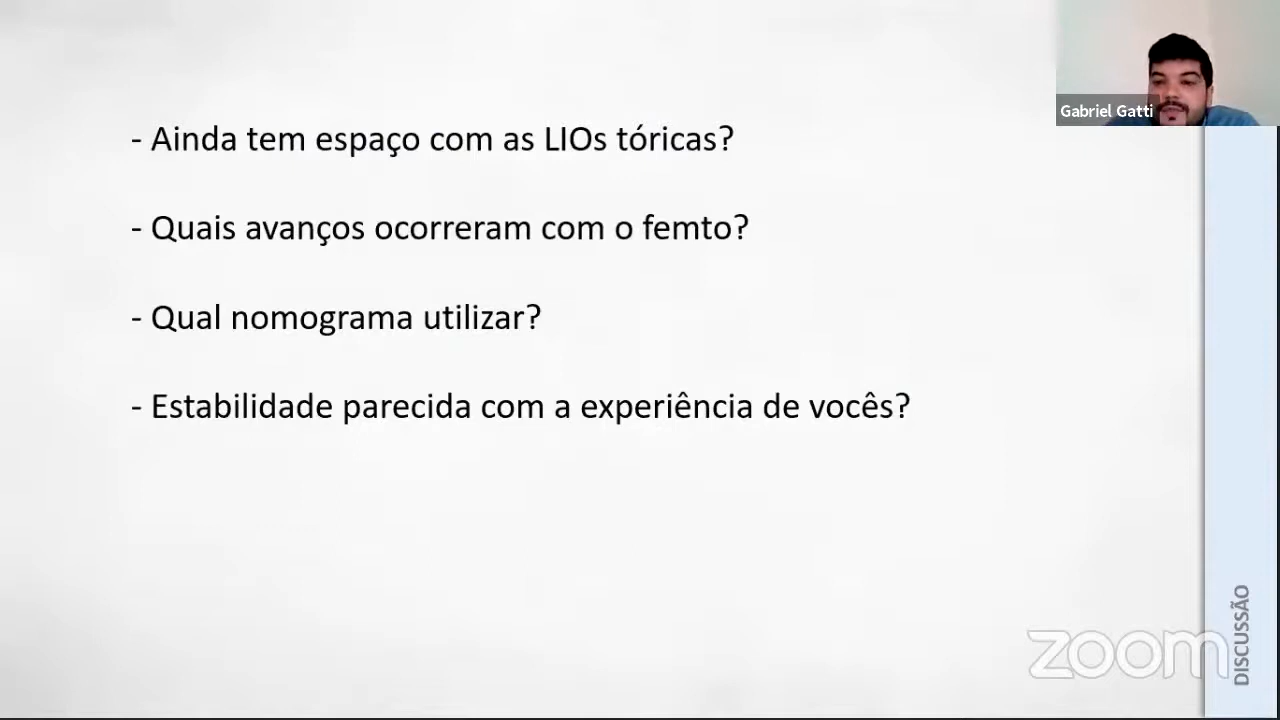 Gabriel Gatti
- Ainda tem espaço com as LIOs tóricas?
- Quais avanços ocorreram com o femto?
- Qual nomograma utilizar?
- Estabilidade parecida com a experiência de vocês?
DISCUSSÃO
zoom